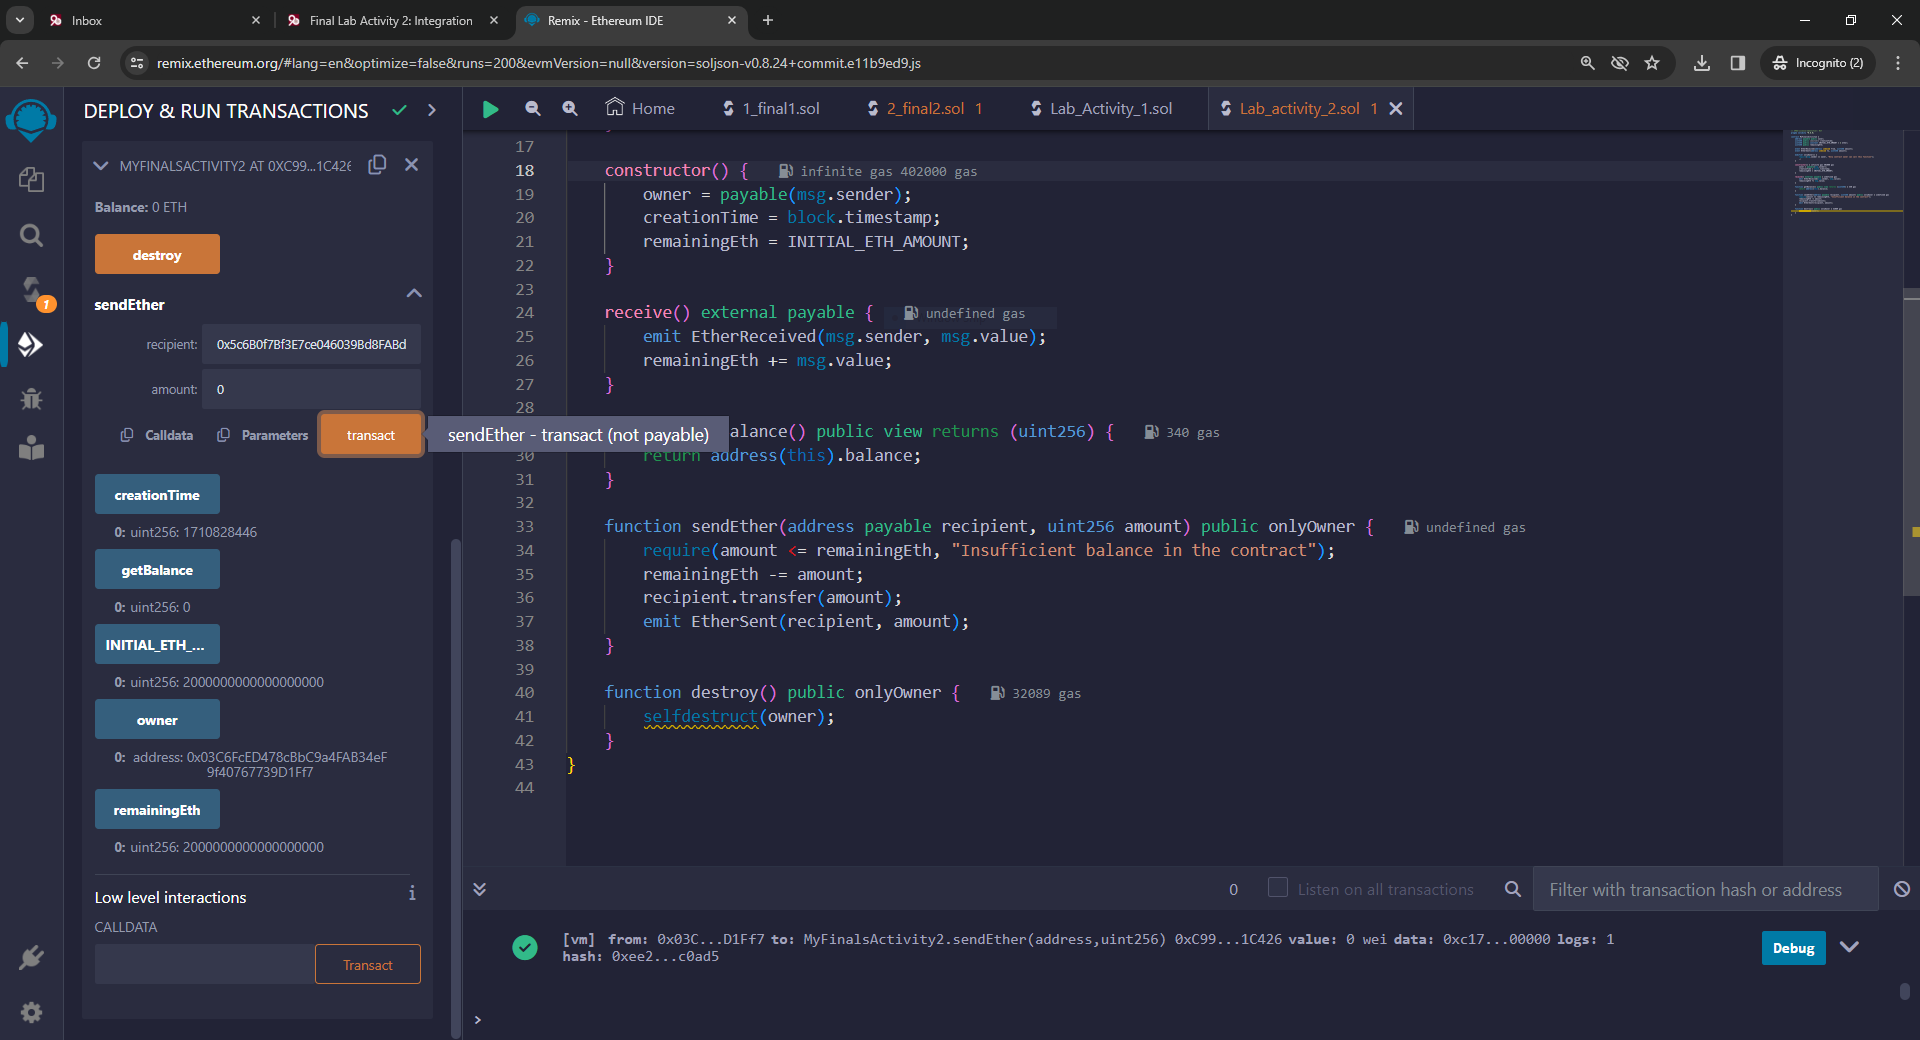 Inbox
Final Lab Activity 2: Integration
Remix - Ethereum IDE
remix.ethereum.org/#lang=en&optimize=false&runs=200&evmVersion=null&version=soljson-v0.8.24+commit.e11b9ed9.js
Incognito (2)
DEPLOY & RUN TRANSACTIONS
MYFINALSACTIVITY2 AT 0XC99...1C426
Balance: 0 ETH
destroy
sendEther
recipient: 0x5c6B0f7Bf3E7ce046039Bd8FABd
amount: 0
Calldata Parameters transact
sendEther - transact (not payable)
creationTime
0: uint256: 1710828446
getBalance
0: uint256: 0
INITIAL_ETH_...
0: uint256: 2000000000000000000
owner
0: address: 0x03C6FcED478cBbC9a4FAB34eF
9f40767739D1Ff7
remainingEth
0: uint256: 2000000000000000000
Low level interactions
CALLDATA
Transact
1
Home
1_final1.sol
2_final2.sol 1
Lab_Activity_1.sol
Lab_activity_2.sol 1
17
18 constructor() { infinite gas 402000 gas
19 owner = payable(msg.sender);
20 creationTime = block.timestamp;
21 remainingEth = INITIAL_ETH_AMOUNT;
22 }
23
24 receive() external payable { undefined gas
25 emit EtherReceived(msg.sender, msg.value);
26 remainingEth += msg.value;
27 }
28
alance() public view returns (uint256) { 340 gas
30 return address(this).balance;
31 }
32
33 function sendEther(address payable recipient, uint256 amount) public onlyOwner { undefined gas
34 require(amount <= remainingEth, "Insufficient balance in the contract");
35 remainingEth -= amount;
36 recipient.transfer(amount);
37 emit EtherSent(recipient, amount);
38 }
39
40 function destroy() public onlyOwner { 32089 gas
41 selfdestruct(owner);
42 }
43 }
44
0 Listen on all transactions Filter with transaction hash or address
[vm] from: 0x03C...D1Ff7 to: MyFinalsActivity2.sendEther(address,uint256) 0xC99...1C426 value: 0 wei data: 0xc17...00000 logs: 1
hash: 0xee2...c0ad5
Debug
>